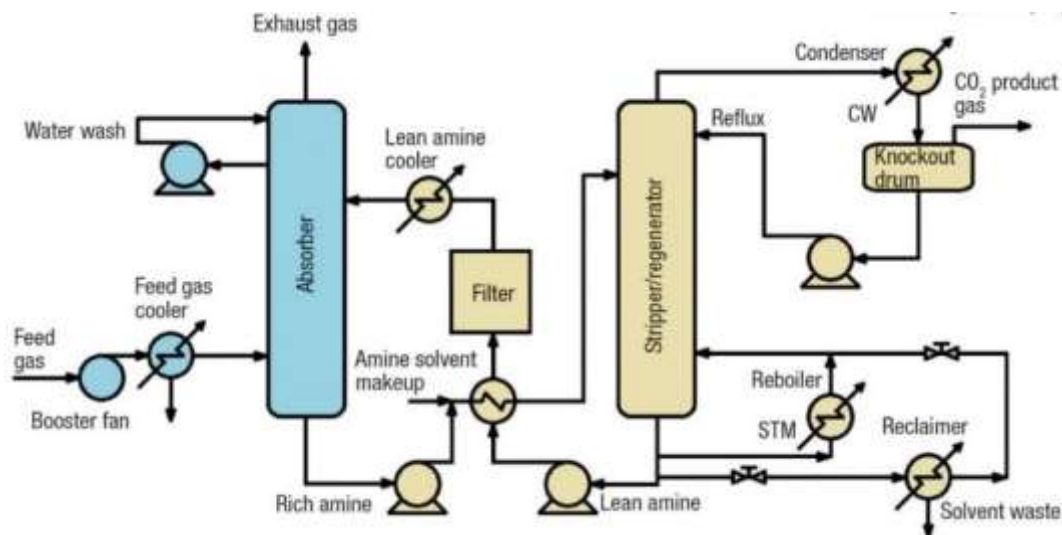 Exhaust gas
Water wash
Absorber
Feed gas
cooler
Feed
gas
Booster fan
Lean amine
cooler
Filter
Amine solvent
makeup
Rich amine
Lean amine
Stripper/regenerator
Condenser
CW
CO₂ product
gas
Reflux
Knockout
drum
Reboiler
STM
Reclaimer
Solvent waste